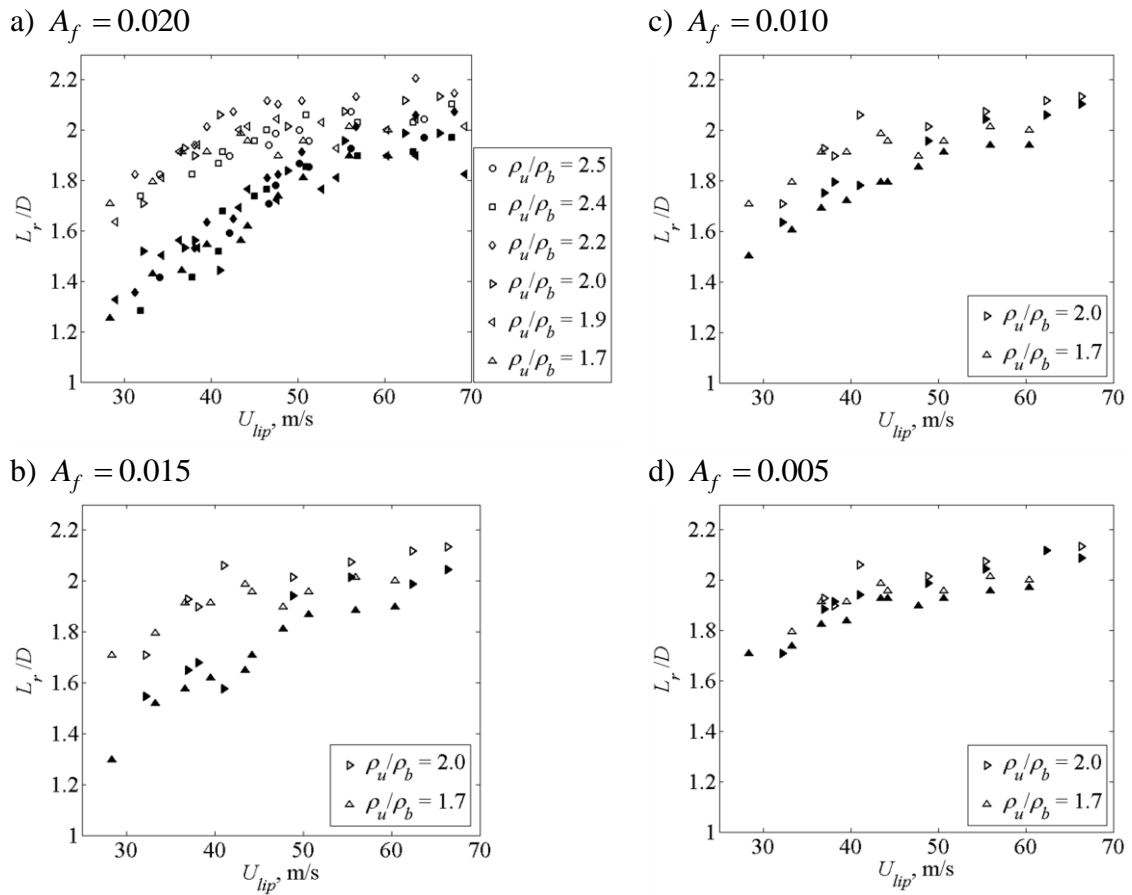 a) A_f = 0.020
2.2
2
1.8
1.6
1.4
1.2
1
L_r/D
30 40 50 60 70
U_lip, m/s
ρ_u/ρ_b = 2.5
ρ_u/ρ_b = 2.4
ρ_u/ρ_b = 2.2
ρ_u/ρ_b = 2.0
ρ_u/ρ_b = 1.9
ρ_u/ρ_b = 1.7
b) A_f = 0.015
2.2
2
1.8
1.6
1.4
1.2
1
L_r/D
30 40 50 60 70
U_lip, m/s
ρ_u/ρ_b = 2.0
ρ_u/ρ_b = 1.7
c) A_f = 0.010
2.2
2
1.8
1.6
1.4
1.2
1
L_r/D
30 40 50 60 70
U_lip, m/s
ρ_u/ρ_b = 2.0
ρ_u/ρ_b = 1.7
d) A_f = 0.005
2.2
2
1.8
1.6
1.4
1.2
1
L_r/D
30 40 50 60 70
U_lip, m/s
ρ_u/ρ_b = 2.0
ρ_u/ρ_b = 1.7